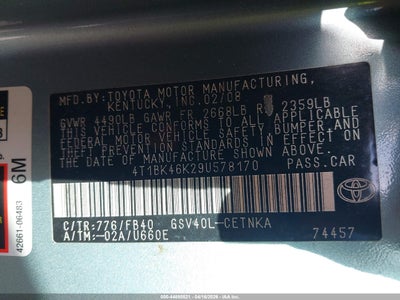 MFD.BY:TOYOTA MOTOR MANUFACTURING,
KENTUCKY, INC. 02/08
GVWR 4490LB GAWR FR 2668LB RR 2359LB
THIS VEHICLE CONFORMS TO ALL APPLICABLE
FEDERAL MOTOR VEHICLE SAFETY, BUMPER, AND
THEFT PREVENTION STANDARDS IN EFFECT ON
THE DATE OF MANUFACTURE SHOWN ABOVE.
4T1BK46K29U578170 PASS.CAR
C/TR:776/FB40 GSV40L-CETNKA
A/TM:-02A/U660E
74457
TOYOTA
42661-06483
6M